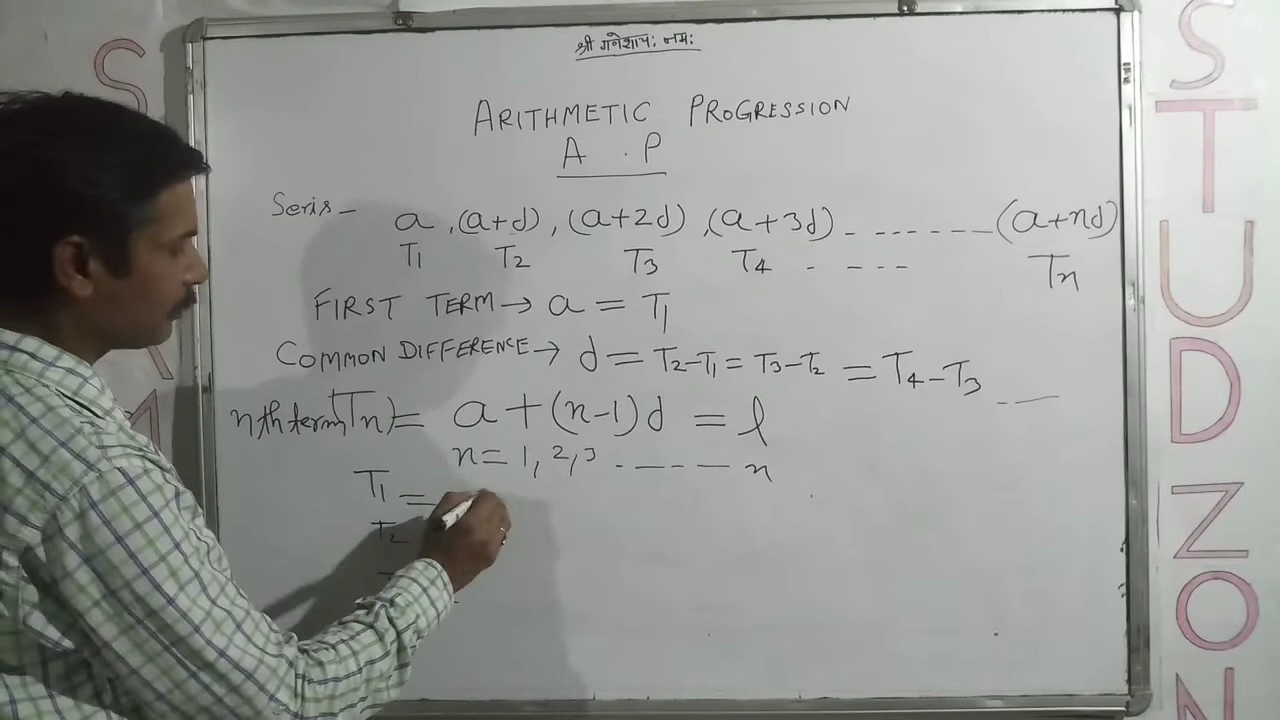 श्री गणेशाय: नम:
ARITHMETIC PROGRESSION
A . P
Seris - a, (a+d), (a+2d), (a+3d) - - - - - - - (a+nd)
T1 T2 T3 T4 - - - - Tn
FIRST TERM → a = T1
COMMON DIFFERENCE → d = T2-T1 = T3-T2 = T4-T3 - -
nth term (Tn) = a + (n-1)d = l
n = 1, 2, 3 - - - - n
T1 =
T2
STUDZON